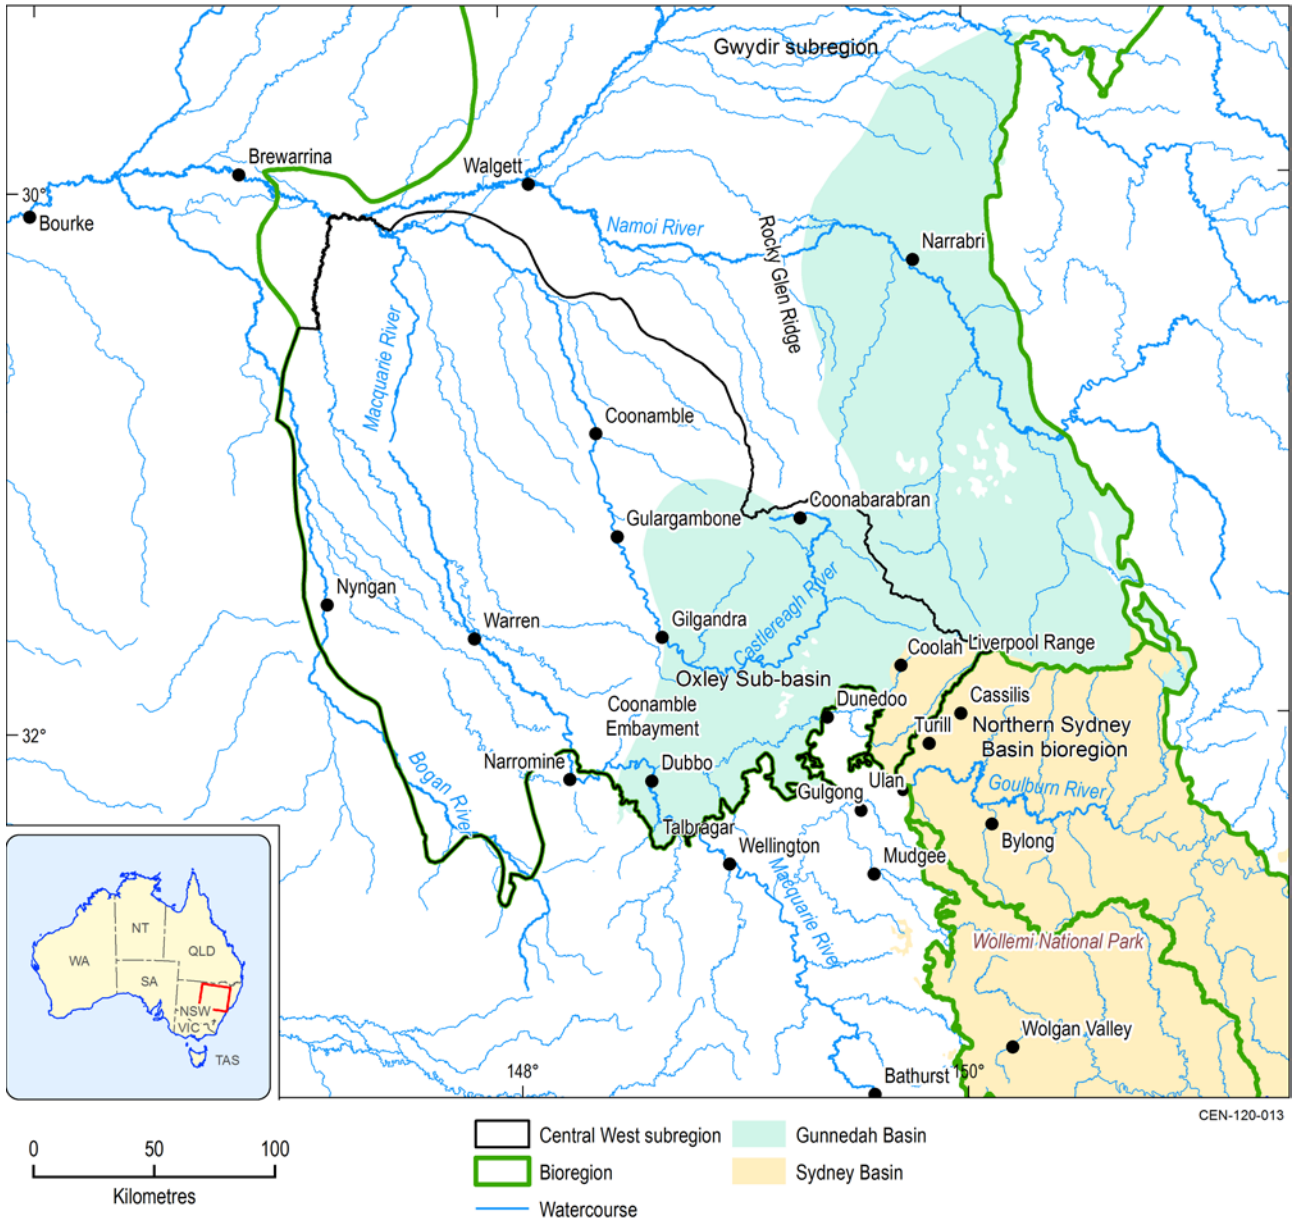 Gwydir subregion
Brewarrina
Walgett
30°
Bourke
Namoi River
Rocky Glen Ridge
Narrabri
Macquarie River
Coonamble
Coonabarabran
Gulargambone
Castlereagh River
Nyngan
Warren
Gilgandra
Coolah
Liverpool Range
Oxley Sub-basin
Coonamble
Embayment
Dunedoo
Cassilis
Turill
Northern Sydney
Basin bioregion
32°
Narromine
Dubbo
Bogan River
Ulan
Gulgong
Goulburn River
Talbragar
Wellington
Bylong
Mudgee
Macquarie River
Wollemi National Park
Wolgan Valley
Bathurst
148°
150°
NT
WA
QLD
SA
NSW
VIC
TAS
CEN-120-013
0 50 100
Kilometres
Central West subregion
Gunnedah Basin
Bioregion
Sydney Basin
Watercourse